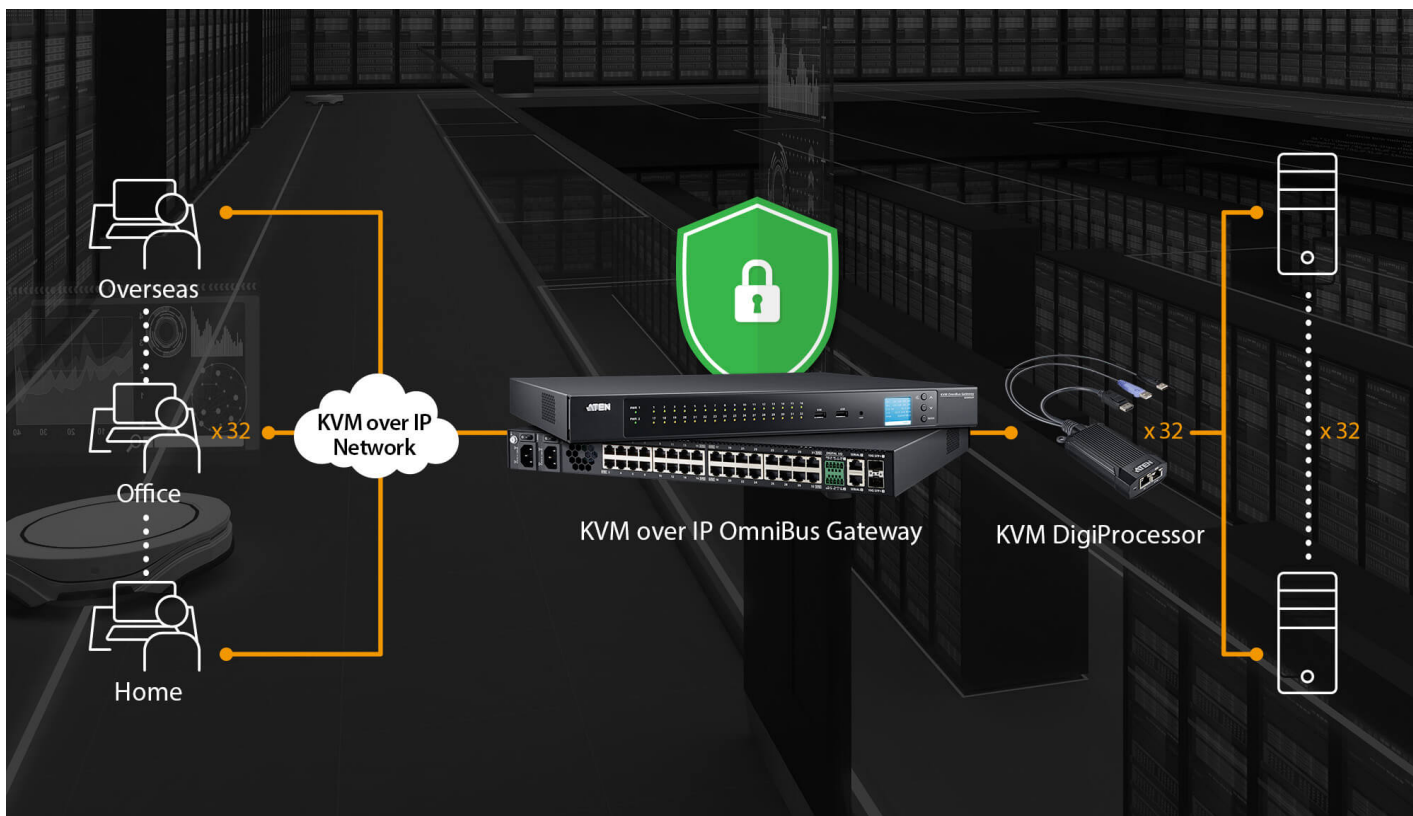 Overseas
Office
Home
x 32
KVM over IP
Network
ATEN
KVM over IP OmniBus Gateway
ATEN
KVM DigiProcessor
x 32
x 32